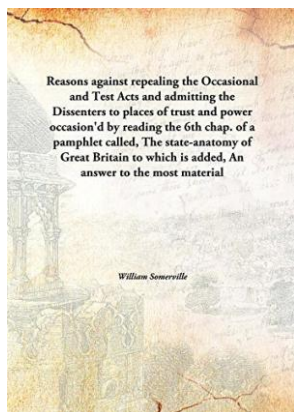 Reasons against repealing the Occasional
and Test Acts and admitting the
Dissenters to places of trust and power
occasion'd by reading the 6th chap. of a
pamphlet called, The state-anatomy of
Great Britain to which is added, An
answer to the most material
William Somerville